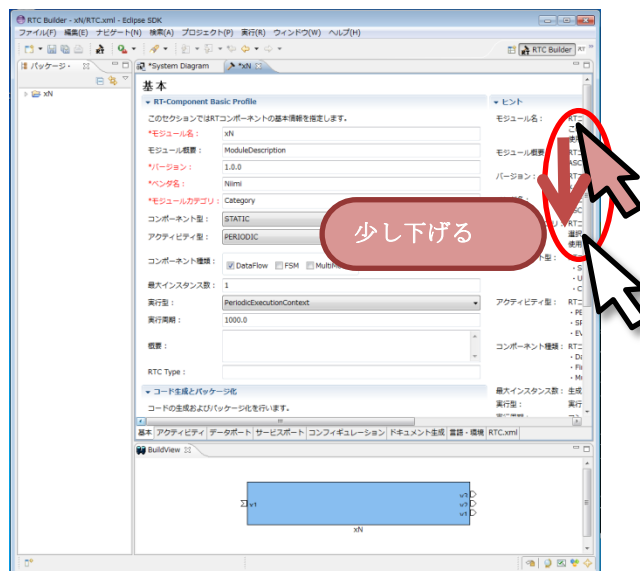 RTC Builder - xN/RTC.xml - Eclipse SDK
ファイル(F) 編集(E) ナビゲート(N) 検索(A) プロジェクト(P) 実行(R) ウィンドウ(W) ヘルプ(H)
RTC Builder
パッケージ・
*System Diagram
*xN
xN
基本
RT-Component Basic Profile
このセクションではRTコンポーネントの基本情報を指定します。
*モジュール名：
xN
モジュール概要：
ModuleDescription
*バージョン：
1.0.0
*ベンダ名：
Niimi
*モジュールカテゴリ：
Category
コンポーネント型：
STATIC
アクティビティ型：
PERIODIC
コンポーネント種類：
DataFlow
FSM
最大インスタンス数：
1
実行型：
PeriodicExecutionContext
実行周期：
1000.0
概要：
RTC Type：
コード生成とパッケージ化
コードの生成およびパッケージ化を行います。
ヒント
モジュール名：
モジュール概要
バージョン：
アクティビティ型：
コンポーネント種類：
最大インスタンス数：
生成
実行型：
実行
少し下げる
基本
アクティビティ
データポート
サービスポート
コンフィギュレーション
ドキュメント生成
言語・環境
RTC.xml
BuildView
v1
v3
v2
v1
xN